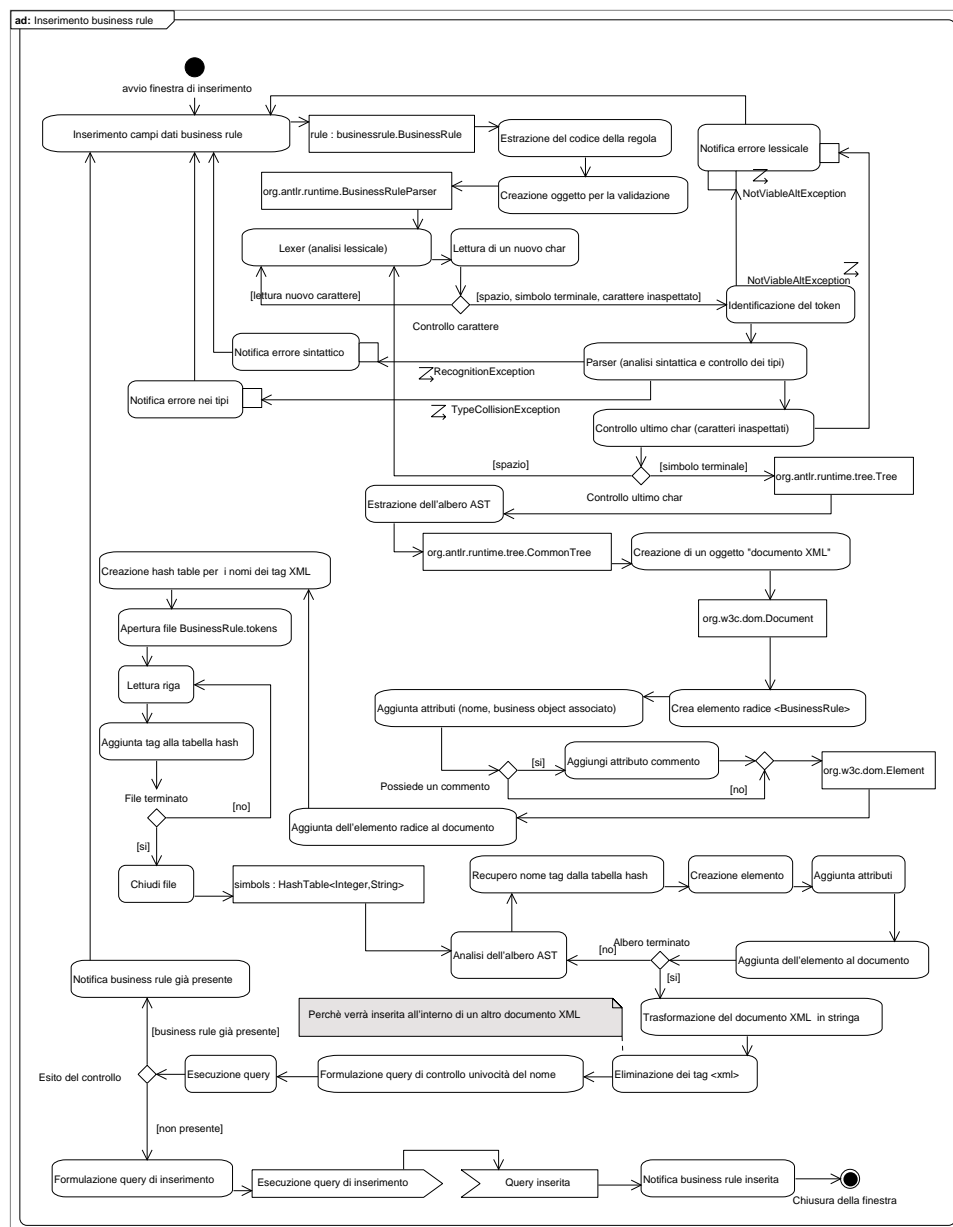 ad: Inserimento business rule
avvio finestra di inserimento
Inserimento campi dati business rule
rule : businessrule.BusinessRule
Estrazione del codice della regola
Notifica errore lessicale
NotViableAltException
org.antlr.runtime.BusinessRuleParser
Creazione oggetto per la validazione
Lexer (analisi lessicale)
Lettura di un nuovo char
NotViableAltException
[lettura nuovo carattere]
[spazio, simbolo terminale, carattere inaspettato]
Identificazione del token
Controllo carattere
Notifica errore sintattico
Parser (analisi sintattica e controllo dei tipi)
RecognitionException
Notifica errore nei tipi
TypeCollisionException
Controllo ultimo char (caratteri inaspettati)
[spazio]
[simbolo terminale]
org.antlr.runtime.tree.Tree
Controllo ultimo char
Estrazione dell'albero AST
org.antlr.runtime.tree.CommonTree
Creazione di un oggetto "documento XML"
Creazione hash table per i nomi dei tag XML
org.w3c.dom.Document
Apertura file BusinessRule.tokens
Lettura riga
Aggiunta attributi (nome, business object associato)
Crea elemento radice <BusinessRule>
Aggiunta tag alla tabella hash
[si]
Aggiungi attributo commento
org.w3c.dom.Element
Possiede un commento
[no]
File terminato
[no]
Aggiunta dell'elemento radice al documento
[si]
Chiudi file
simbols : HashTable<Integer,String>
Recupero nome tag dalla tabella hash
Creazione elemento
Aggiunta attributi
Analisi dell'albero AST
[no]
Albero terminato
Aggiunta dell'elemento al documento
[si]
Notifica business rule già presente
Perchè verrà inserita all'interno di un altro documento XML
Trasformazione del documento XML in stringa
[business rule già presente]
Esito del controllo
Esecuzione query
Formulazione query di controllo univocità del nome
Eliminazione dei tag <xml>
[non presente]
Formulazione query di inserimento
Esecuzione query di inserimento
Query inserita
Notifica business rule inserita
Chiusura della finestra